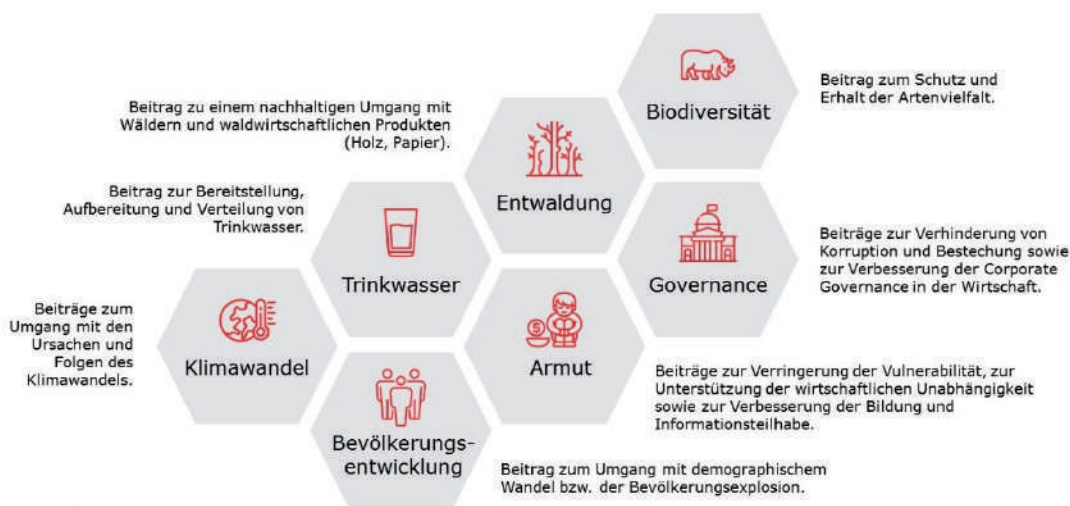 Biodiversität
Beitrag zum Schutz und
Erhalt der Artenvielfalt.
Beitrag zu einem nachhaltigen Umgang mit
Wäldern und waldwirtschaftlichen Produkten
(Holz, Papier).
Entwaldung
Beitrag zur Bereitstellung,
Aufbereitung und Verteilung von
Trinkwasser.
Trinkwasser
Governance
Beiträge zur Verhinderung von
Korruption und Bestechung sowie
zur Verbesserung der Corporate
Governance in der Wirtschaft.
Beiträge zum
Umgang mit den
Ursachen und
Folgen des
Klimawandels.
Klimawandel
Armut
Beiträge zur Verringerung der Vulnerabilität, zur
Unterstützung der wirtschaftlichen Unabhängigkeit
sowie zur Verbesserung der Bildung und
Informationsteilhabe.
Bevölkerungs-
entwicklung
Beitrag zum Umgang mit demographischem
Wandel bzw. der Bevölkerungsexplosion.